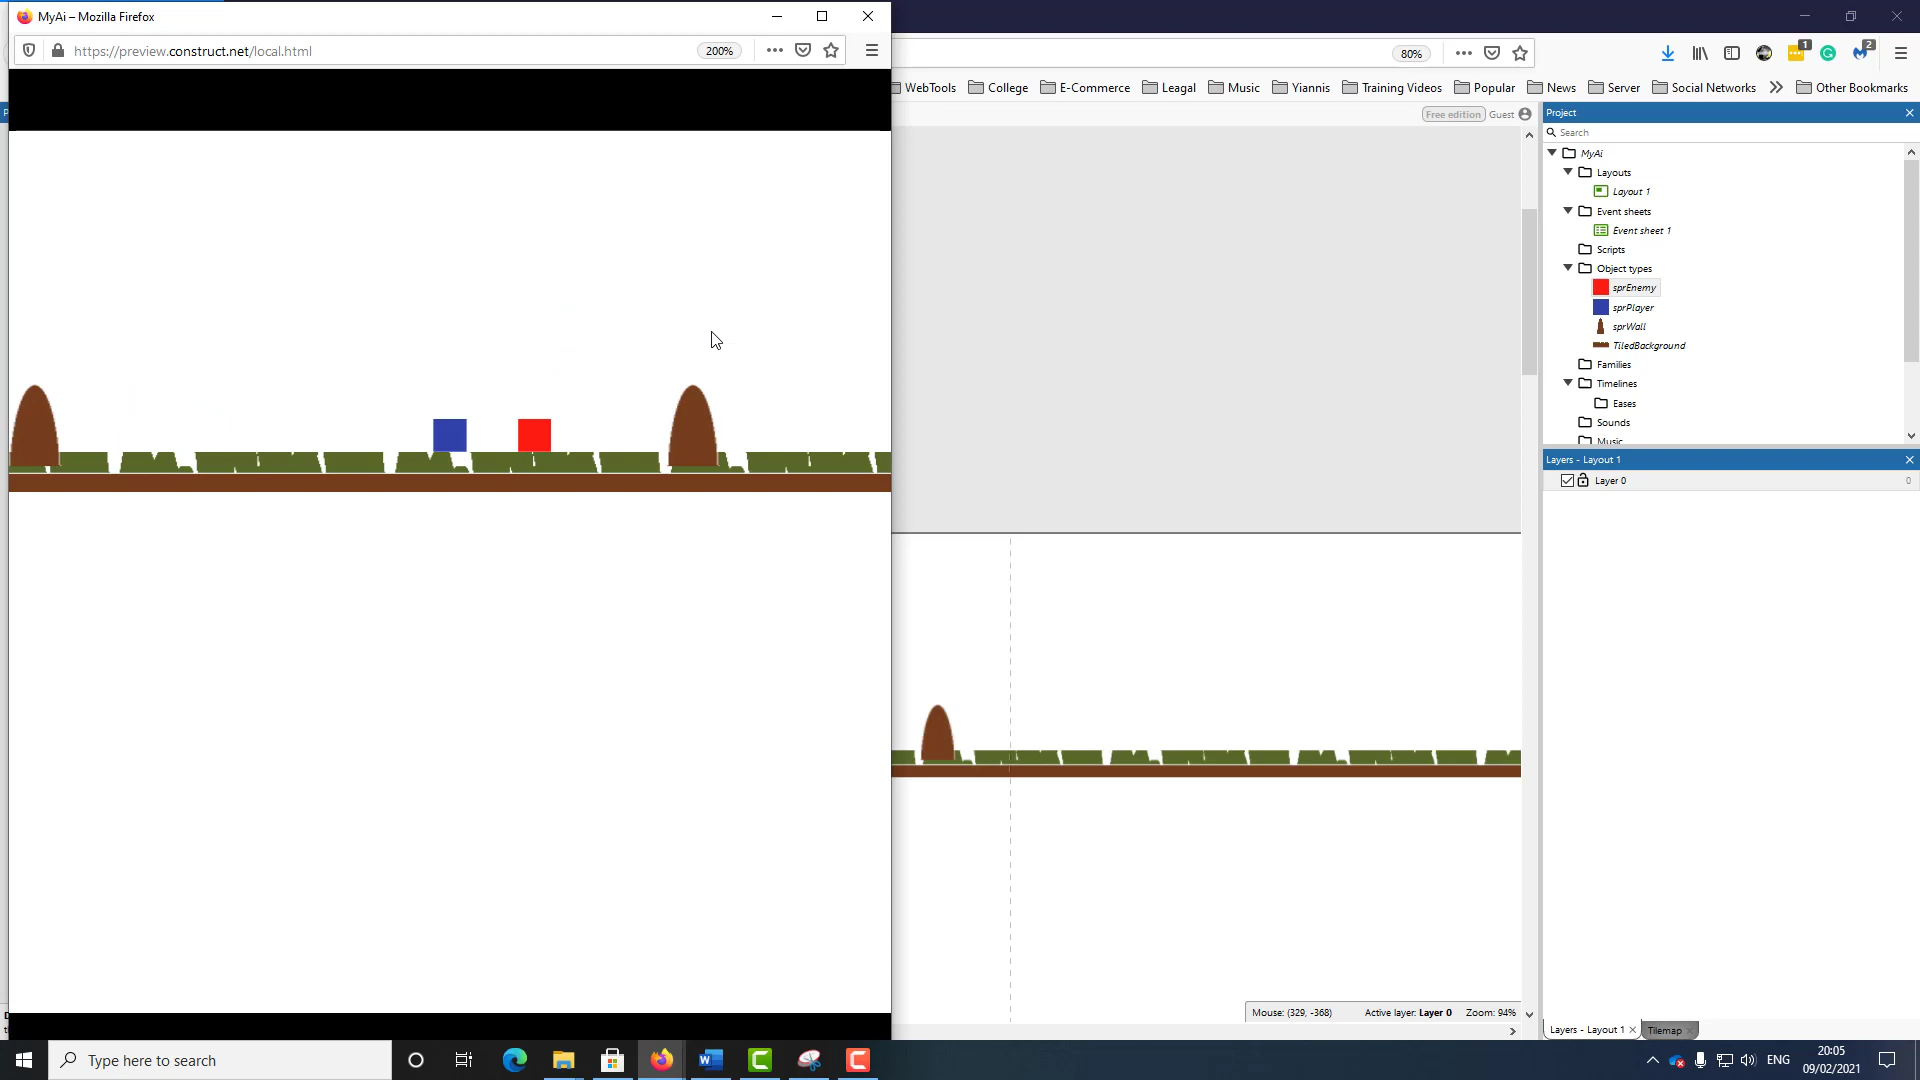 MyAi – Mozilla Firefox
https://preview.construct.net/local.html
200%
80%
1
2
WebTools
College
E-Commerce
Leagal
Music
Yiannis
Training Videos
Popular
News
Server
Social Networks
Other Bookmarks
Free edition
Guest
Project
Search
MyAi
Layouts
Layout 1
Event sheets
Event sheet 1
Scripts
Object types
sprEnemy
sprPlayer
sprWall
TiledBackground
Families
Timelines
Eases
Sounds
Music
Layers - Layout 1
Layer 0
0
Mouse: (329, -368)
Active layer: Layer 0
Zoom: 94%
Layers - Layout 1
Tilemap
Type here to search
ENG
20:05
09/02/2021